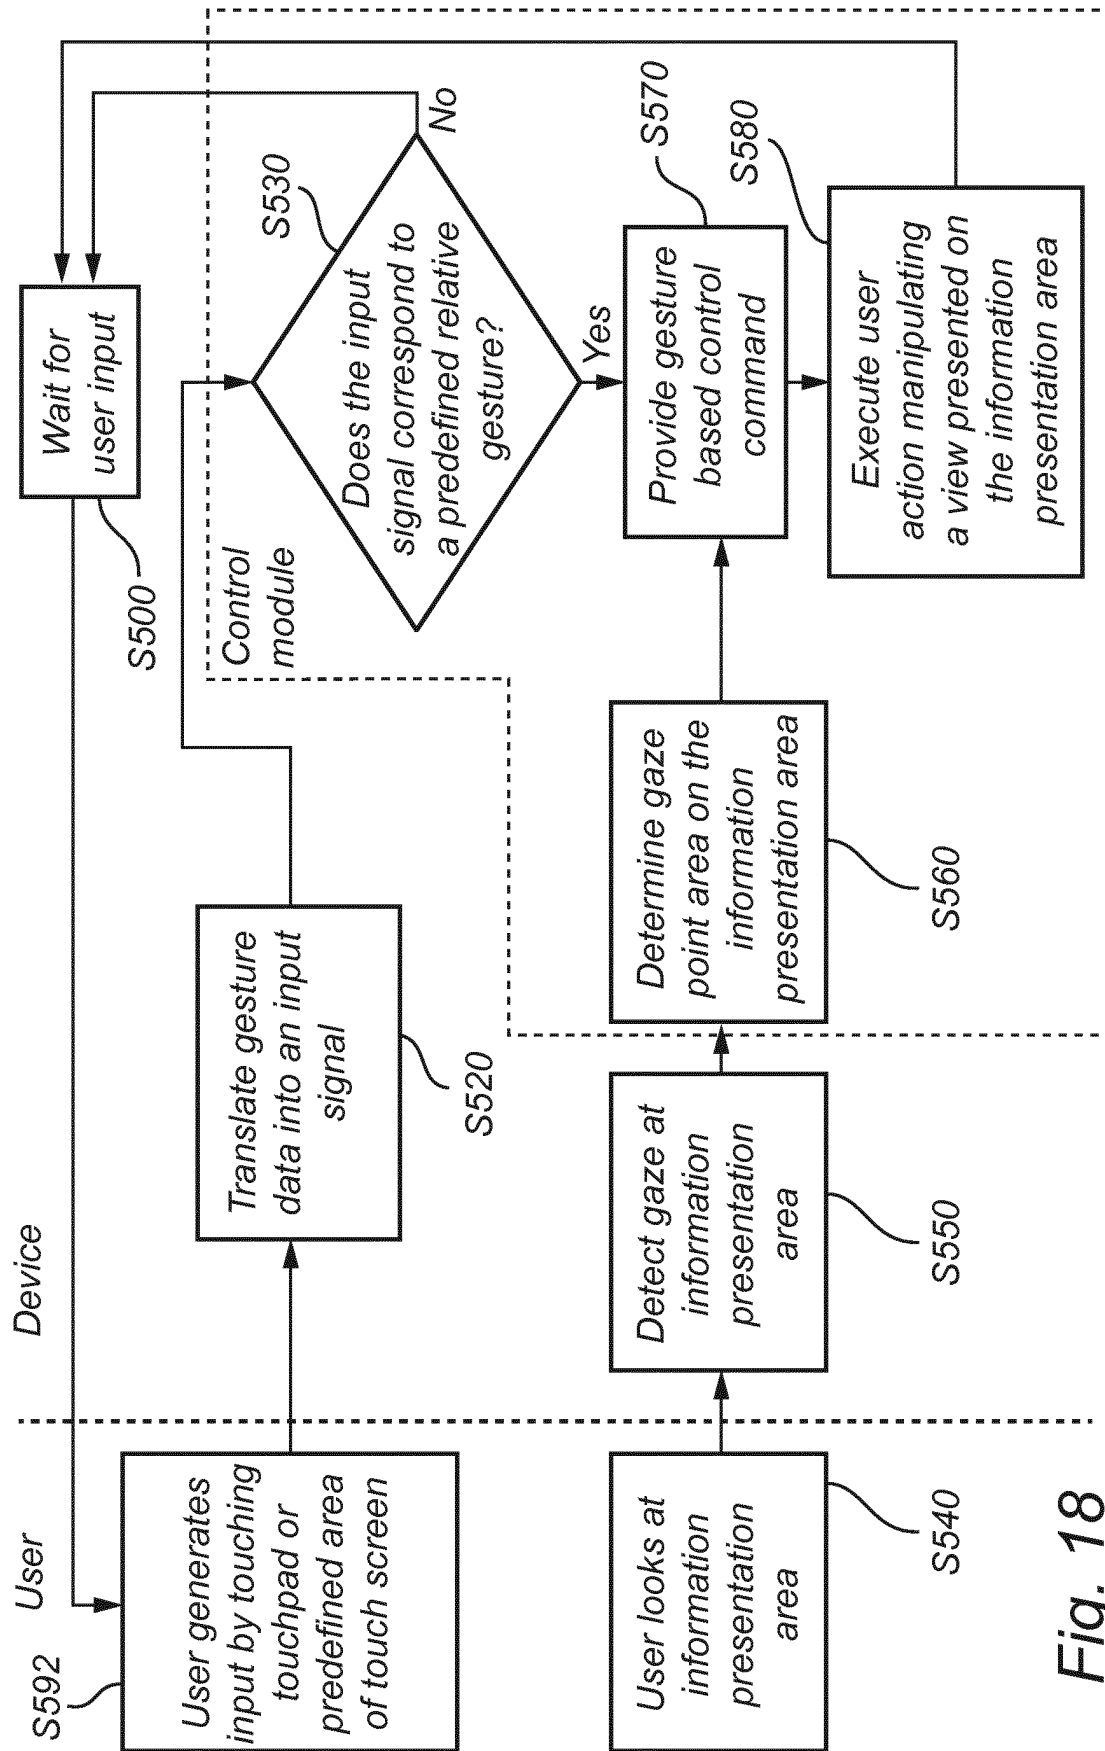 User
Device
Wait for
user input
S500
S592
User generates
input by touching
touchpad or
predefined area
of touch screen
Translate gesture
data into an input
signal
S520
Control
module
Does the input
signal correspond to
a predefined relative
gesture?
S530
No
Yes
User looks at
information
presentation
area
S540
Detect gaze at
information
presentation
area
S550
Determine gaze
point area on the
information
presentation area
S560
Provide gesture
based control
command
S570
Execute user
action manipulating
a view presented on
the information
presentation area
S580
Fig. 18